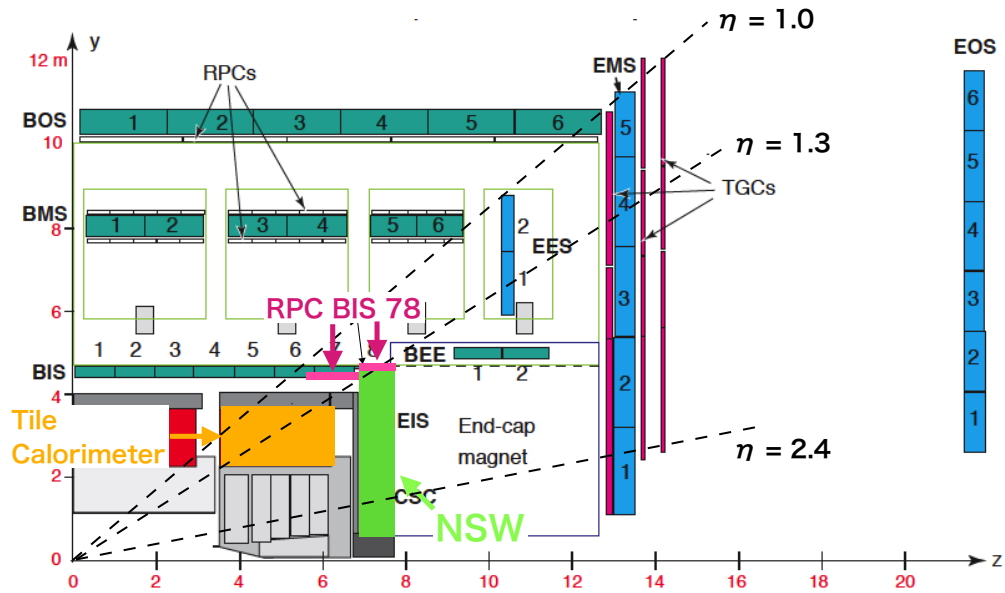 η = 1.0
y
12 m
RPCs
EMS
EOS
BOS
1 2 3 4 5 6
10
5
6
η = 1.3
5
TGCs
BMS
1 2 3 4 5 6
2
EES
4
4
8
1
3
3
6
RPC BIS 78
1 2 3 4 5 6 7 8
BEE
2
BIS
1 2
2
4
Tile
Calorimeter
EIS
End-cap
magnet
1
η = 2.4
2
1
CSC
NSW
0
z
0 2 4 6 8 10 12 14 16 18 20